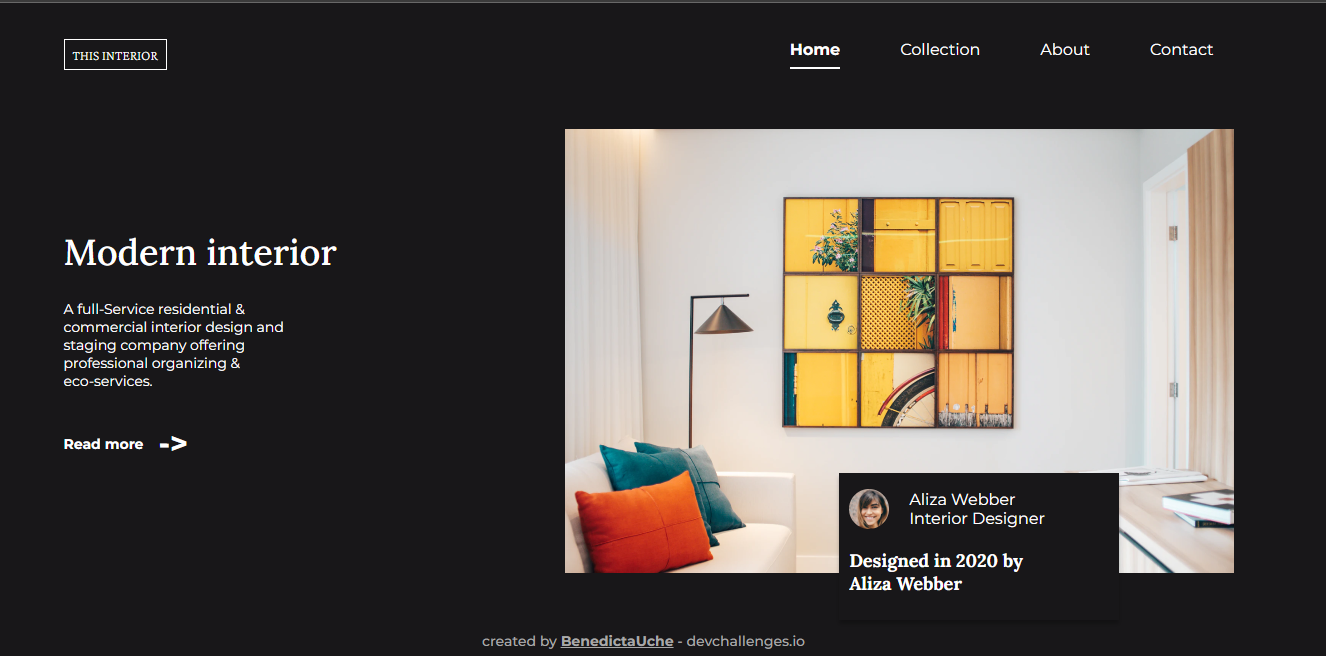 THIS INTERIOR
Home
Collection
About
Contact
Modern interior
A full-Service residential &
commercial interior design and
staging company offering
professional organizing &
eco-services.
Read more ->
Aliza Webber
Interior Designer
Designed in 2020 by
Aliza Webber
created by BenedictaUche - devchallenges.io